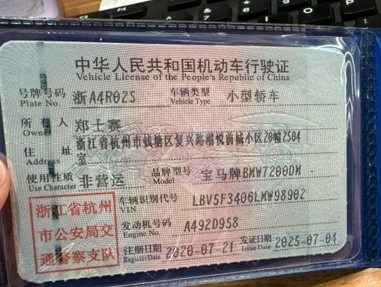 中华人民共和国机动车行驶证
Vehicle License of the People's Republic of China
号牌号码 浙A4R02S 车辆类型 小型轿车
Plate No. Vehicle Type
所有人 郑士赛
Owner
住址 浙江省杭州市钱塘区复兴路 悦前城小区20幢2504室
Address
使用性质 非营运 品牌型号 宝马牌BMW7200DM
Use Character Model
浙江省杭州市公安局交通警察支队
车辆识别代号 LBV5F3406LMW98902
VIN
发动机号码 A492D958
Engine No.
注册日期 2020-07-21 发证日期 2025-07-04
Register Date Issue Date